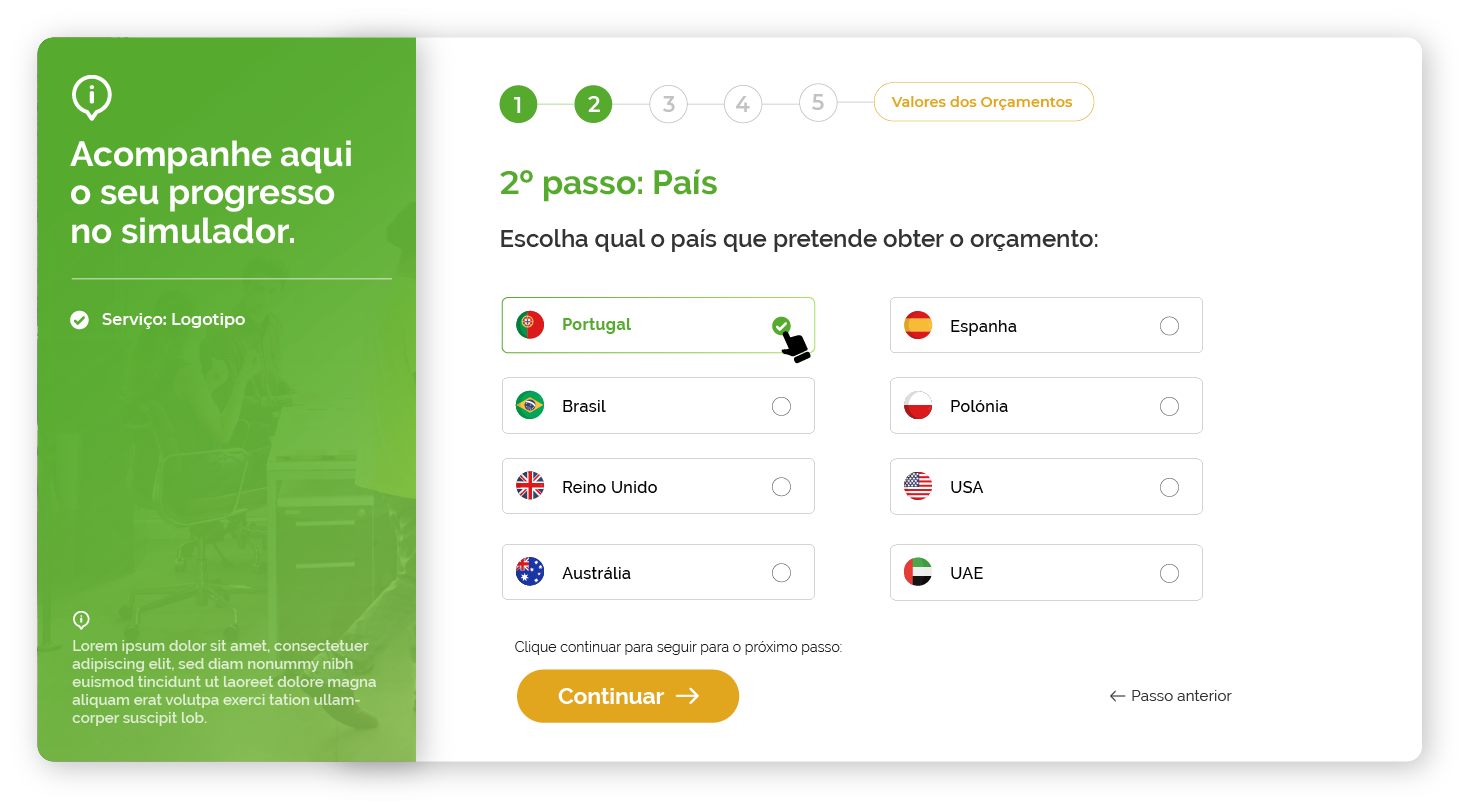 Acompanhe aqui
o seu progresso
no simulador.
Serviço: Logotipo
Lorem ipsum dolor sit amet, consectetuer
adipiscing elit, sed diam nonummy nibh
euismod tincidunt ut laoreet dolore magna
aliquam erat volutpa exerci tation ullam-
corper suscipit lob.
1 2 3 4 5 Valores dos Orçamentos
2º passo: País
Escolha qual o país que pretende obter o orçamento:
Portugal
Espanha
Brasil
Polónia
Reino Unido
USA
Austrália
UAE
Clique continuar para seguir para o próximo passo:
Continuar →
← Passo anterior